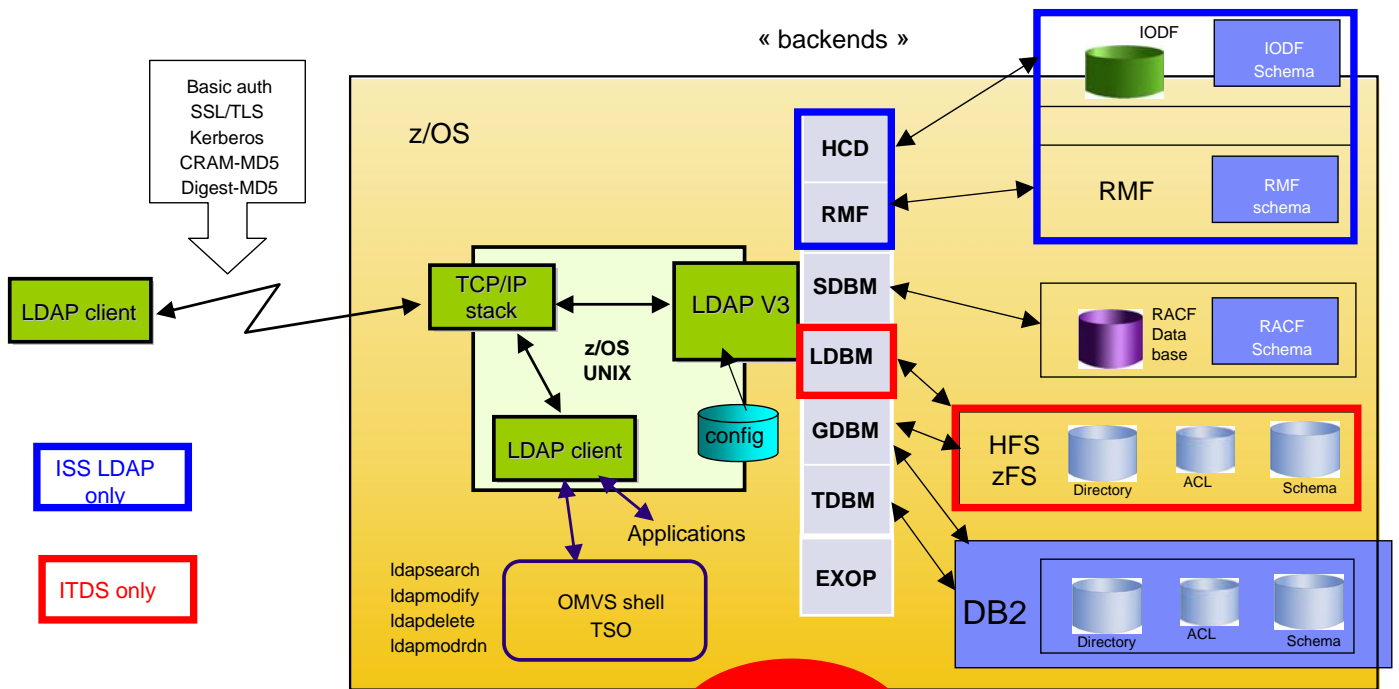 « backends »
Basic auth
SSL/TLS
Kerberos
CRAM-MD5
Digest-MD5
z/OS
IODF
IODF
Schema
HCD
RMF
RMF
RMF
schema
LDAP client
TCP/IP
stack
LDAP V3
z/OS
UNIX
LDAP client
config
SDBM
LDBM
GDBM
TDBM
EXOP
RACF
Data
base
RACF
Schema
HFS
zFS
Directory
ACL
Schema
DB2
Directory
ACL
Schema
ISS LDAP
only
ITDS only
Applications
ldapsearch
ldapmodify
ldapdelete
ldapmodrdn
OMVS shell
TSO